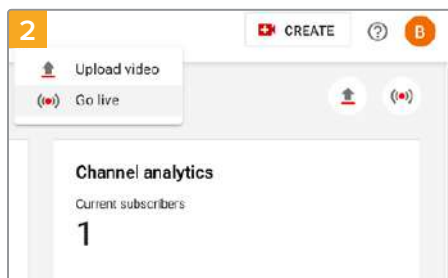 2
CREATE
B
Upload video
Go live
Channel analytics
Current subscribers
1